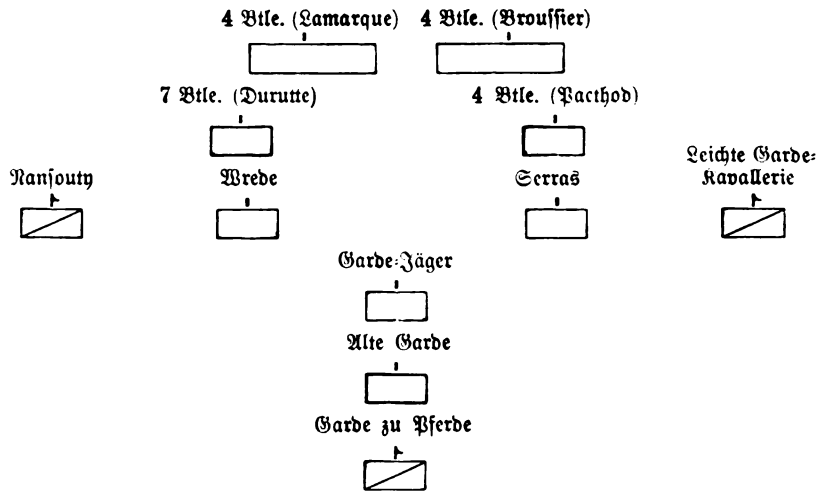 4 Btle. (Lamarque) 4 Btle. (Broussier)
7 Btle. (Durutte) 4 Btle. (Pacthod)
Nansouty Wrede Serras Leichte Garde-
Kavallerie
Garde-Jäger
Alte Garde
Garde zu Pferde